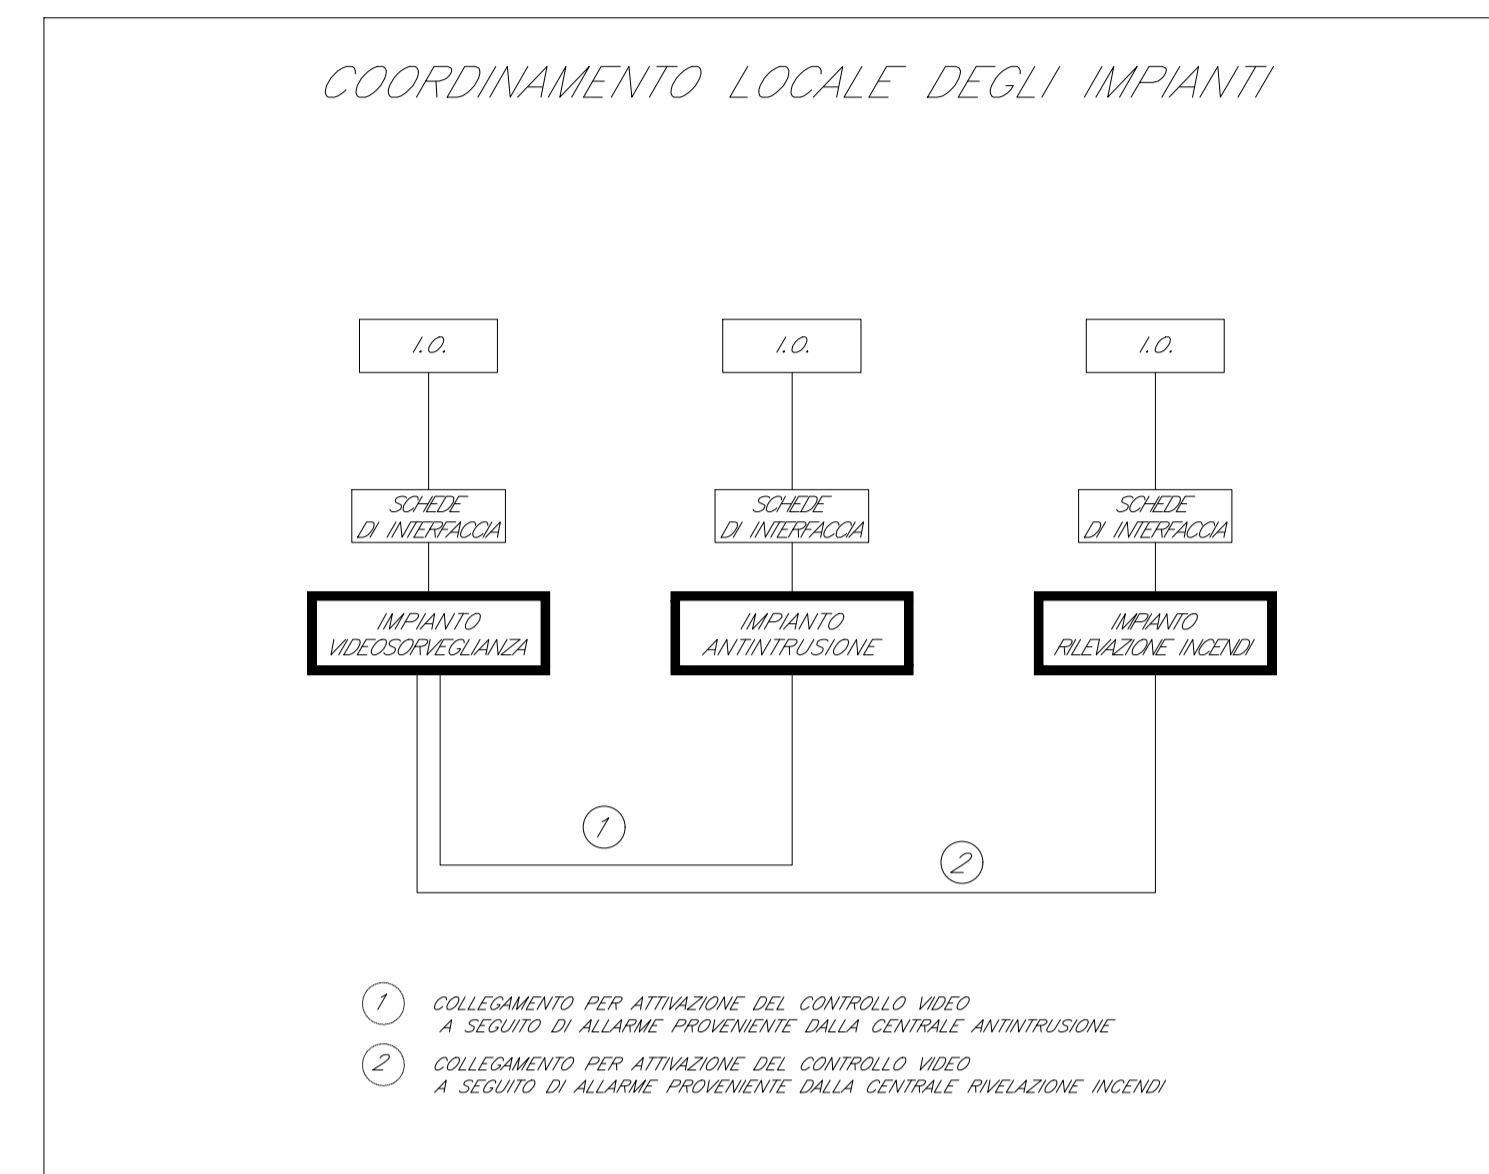 COORDINAMENTO LOCALE DEGLI IMPIANTI
I.O.
I.O.
I.O.
SCHEDE
DI INTERFACCIA
SCHEDE
DI INTERFACCIA
SCHEDE
DI INTERFACCIA
IMPIANTO
VIDEOSORVEGLIANZA
IMPIANTO
ANTINTRUSIONE
IMPIANTO
RILEVAZIONE INCENDI
1
2
1 COLLEGAMENTO PER ATTIVAZIONE DEL CONTROLLO VIDEO
A SEGUITO DI ALLARME PROVENIENTE DALLA CENTRALE ANTINTRUSIONE
2 COLLEGAMENTO PER ATTIVAZIONE DEL CONTROLLO VIDEO
A SEGUITO DI ALLARME PROVENIENTE DALLA CENTRALE RIVELAZIONE INCENDI